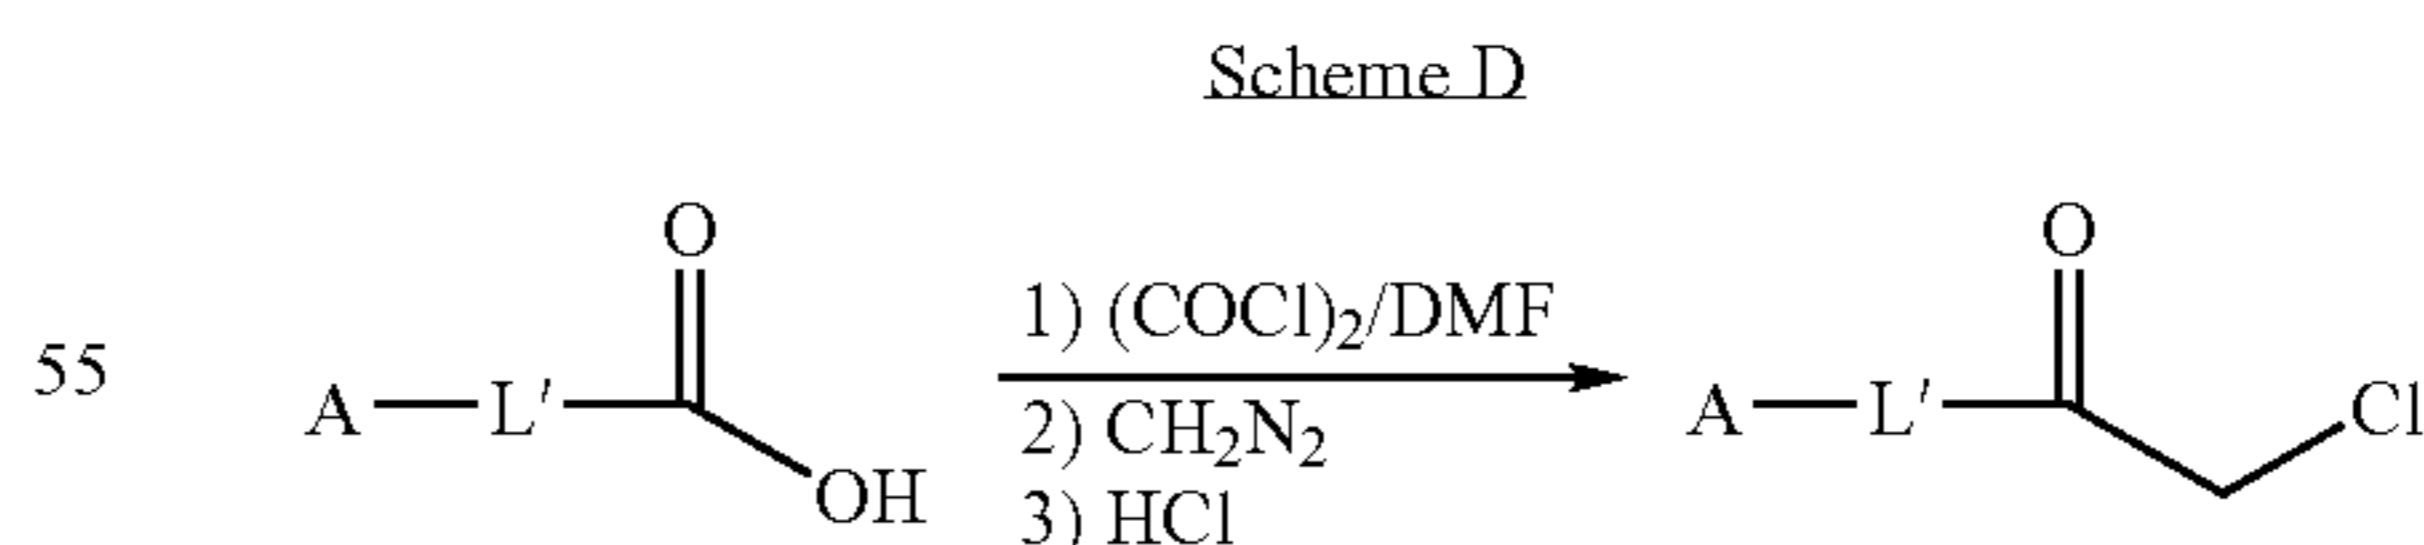 Scheme D
O
O
1) (COCl)2/DMF
55
A—L′
OH
2) CH2N2
A—L′
Cl
3) HCl